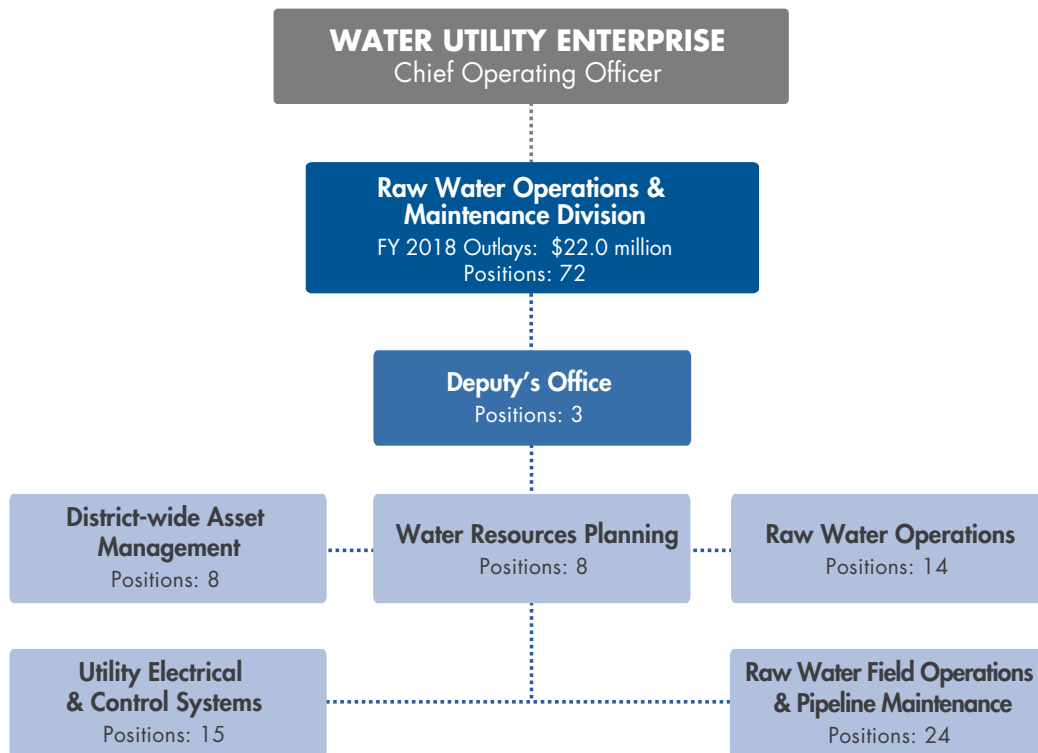 WATER UTILITY ENTERPRISE
Chief Operating Officer
Raw Water Operations &
Maintenance Division
FY 2018 Outlays: $22.0 million
Positions: 72
Deputy’s Office
Positions: 3
District-wide Asset
Management
Positions: 8
Water Resources Planning
Positions: 8
Raw Water Operations
Positions: 14
Utility Electrical
& Control Systems
Positions: 15
Raw Water Field Operations
& Pipeline Maintenance
Positions: 24